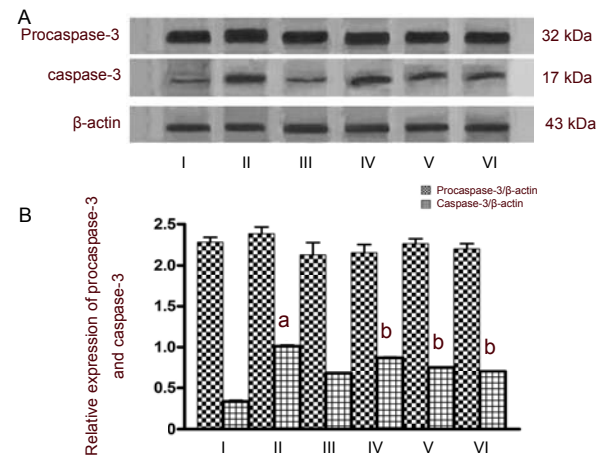 A
Procaspase-3
32 kDa
caspase-3
17 kDa
β-actin
43 kDa
I II III IV V VI
Procaspase-3/β-actin
Caspase-3/β-actin
B
Relative expression of procaspase-3
and caspase-3
2.5
2.0
1.5
1.0
0.5
0
a
b
b
b
I II III IV V VI